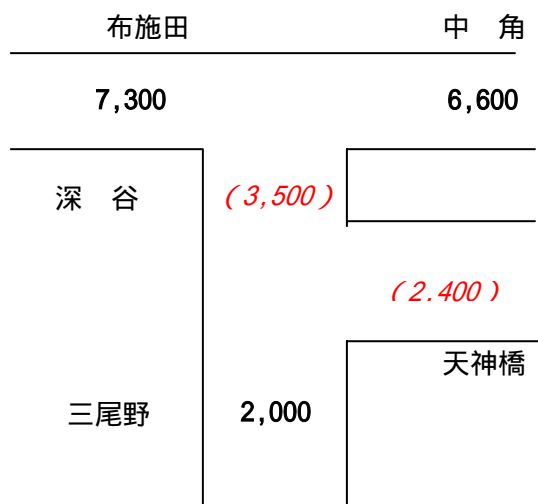 布施田 中 角
7,300 6,600
深 谷 (3,500)
(2.400)
天神橋
三尾野 2,000